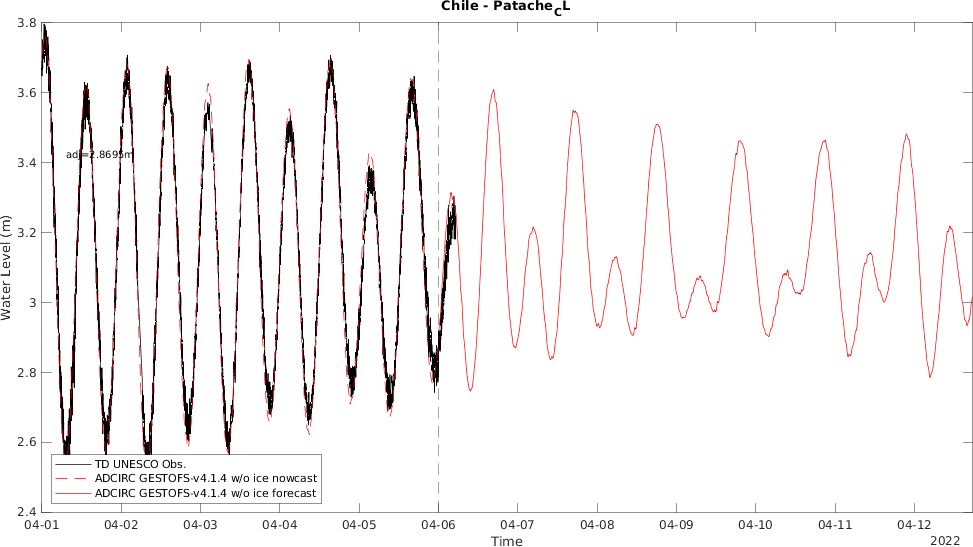 Chile - Patache_CL
3.8
3.6
3.4
3.2
3
2.8
2.6
2.4
Water Level (m)
adj=2.8695m
TD UNESCO Obs.
ADCIRC GESTOFS-v4.1.4 w/o ice nowcast
ADCIRC GESTOFS-v4.1.4 w/o ice forecast
04-01 04-02 04-03 04-04 04-05 04-06 04-07 04-08 04-09 04-10 04-11 04-12
Time
2022